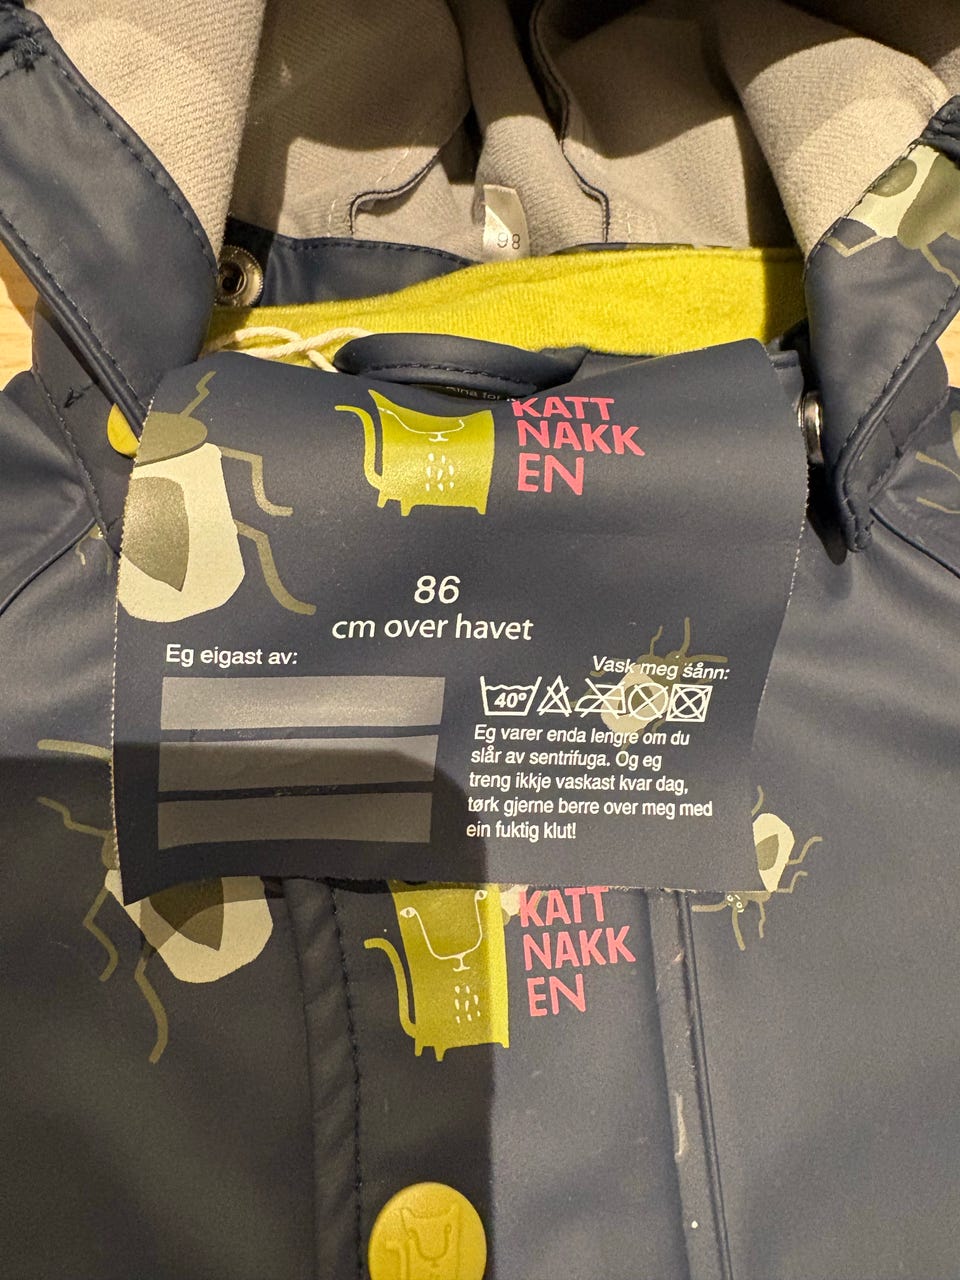 98
for
KATT
NAKK
EN
86
cm over havet
Eg eigast av:
Vask meg sånn:
40°
Eg varer enda lengre om du
slår av sentrifuga. Og eg
treng ikkje vaskast kvar dag,
tørk gjerne berre over meg med
ein fuktig klut!
KATT
NAKK
EN